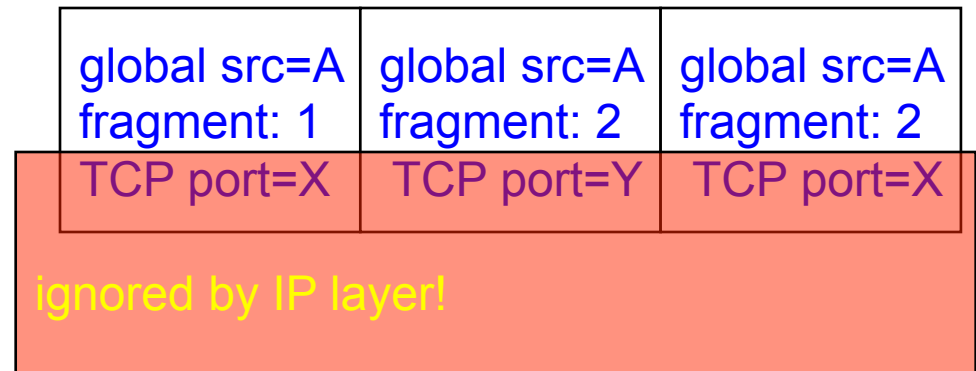 global src=A
fragment: 1
TCP port=X
global src=A
fragment: 2
TCP port=Y
global src=A
fragment: 2
TCP port=X
ignored by IP layer!